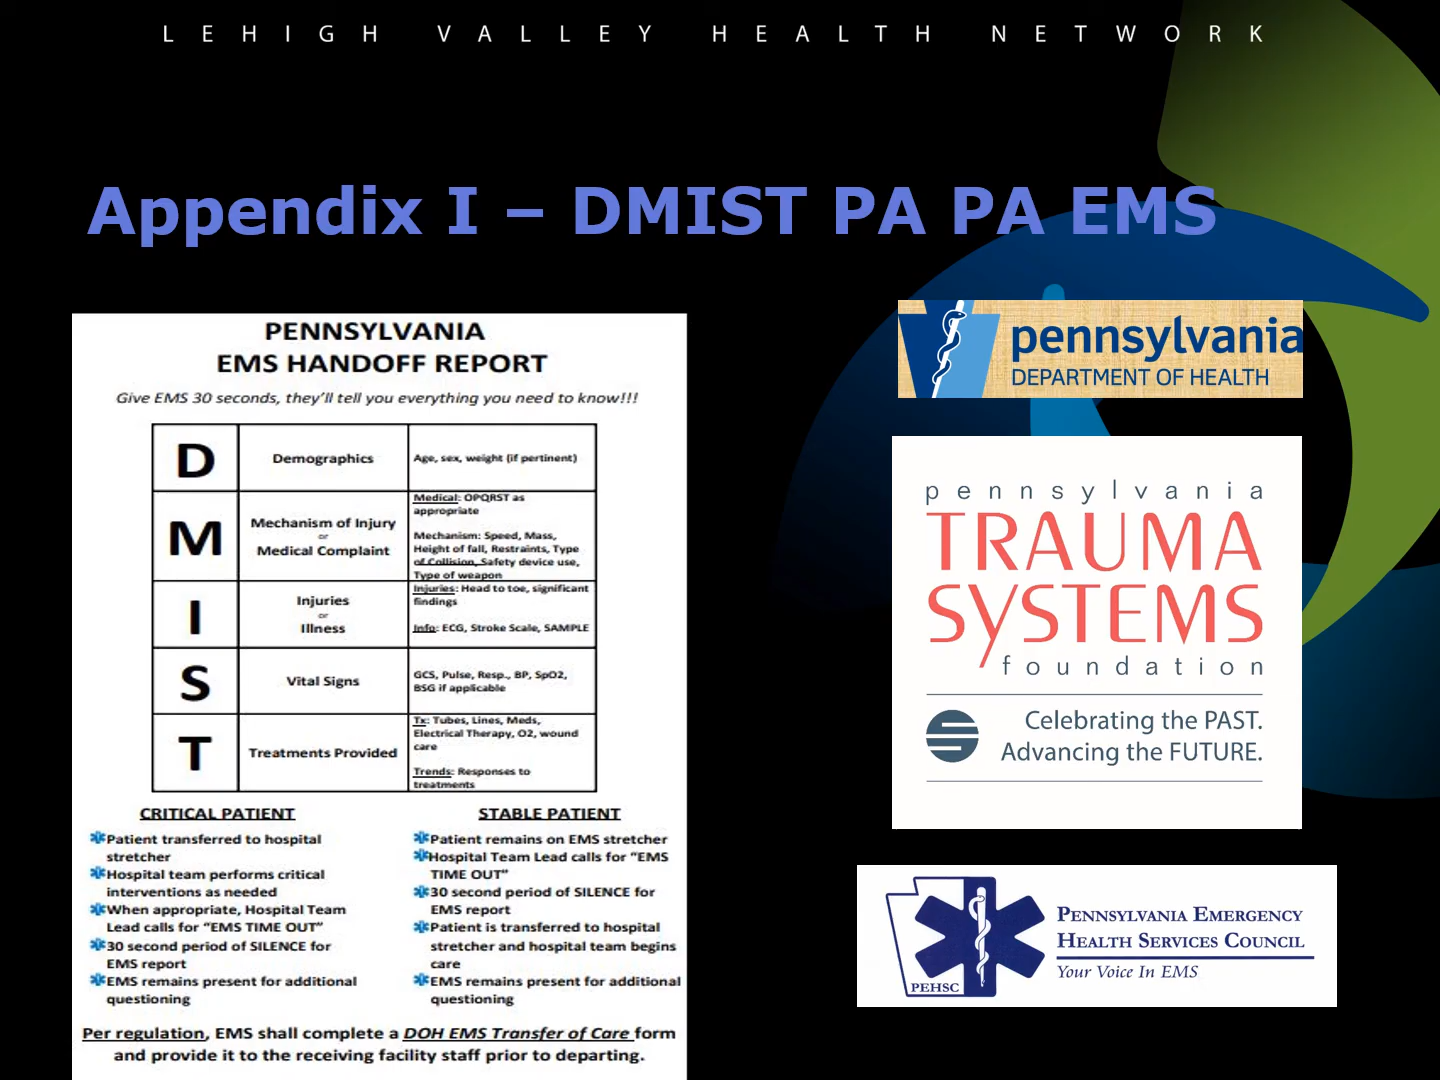 LEHIGH VALLEY HEALTH NETWORK
Appendix I – DMIST PA PA EMS
PENNSYLVANIA
EMS HANDOFF REPORT
Give EMS 30 seconds, they'll tell you everything you need to know!!!
D
Demographics
Age, sex, weight (if pertinent)
M
Mechanism of Injury
or
Medical Complaint
Medical: OPQRST as
appropriate
Mechanism: Speed, Mass,
Height of fall, Restraints, Type
of Collision, Safety device use,
Type of weapon
I
Injuries
or
Illness
Injuries: Head to toe, significant
findings
Info: ECG, Stroke Scale, SAMPLE
S
Vital Signs
GCS, Pulse, Resp., BP, SpO2,
BSG if applicable
T
Treatments Provided
Tx: Tubes, Lines, Meds,
Electrical Therapy, O2, wound
care
Trends: Responses to
treatments
CRITICAL PATIENT
Patient transferred to hospital
stretcher
Hospital team performs critical
interventions as needed
When appropriate, Hospital Team
Lead calls for "EMS TIME OUT"
30 second period of SILENCE for
EMS report
EMS remains present for additional
questioning
STABLE PATIENT
Patient remains on EMS stretcher
Hospital Team Lead calls for "EMS
TIME OUT"
30 second period of SILENCE for
EMS report
Patient is transferred to hospital
stretcher and hospital team begins
care
EMS remains present for additional
questioning
Per regulation, EMS shall complete a DOH EMS Transfer of Care form
and provide it to the receiving facility staff prior to departing.
pennsylvania
DEPARTMENT OF HEALTH
pennsylvania
TRAUMA
SYSTEMS
foundation
Celebrating the PAST.
Advancing the FUTURE.
PEHSC
PENNSYLVANIA EMERGENCY
HEALTH SERVICES COUNCIL
Your Voice In EMS